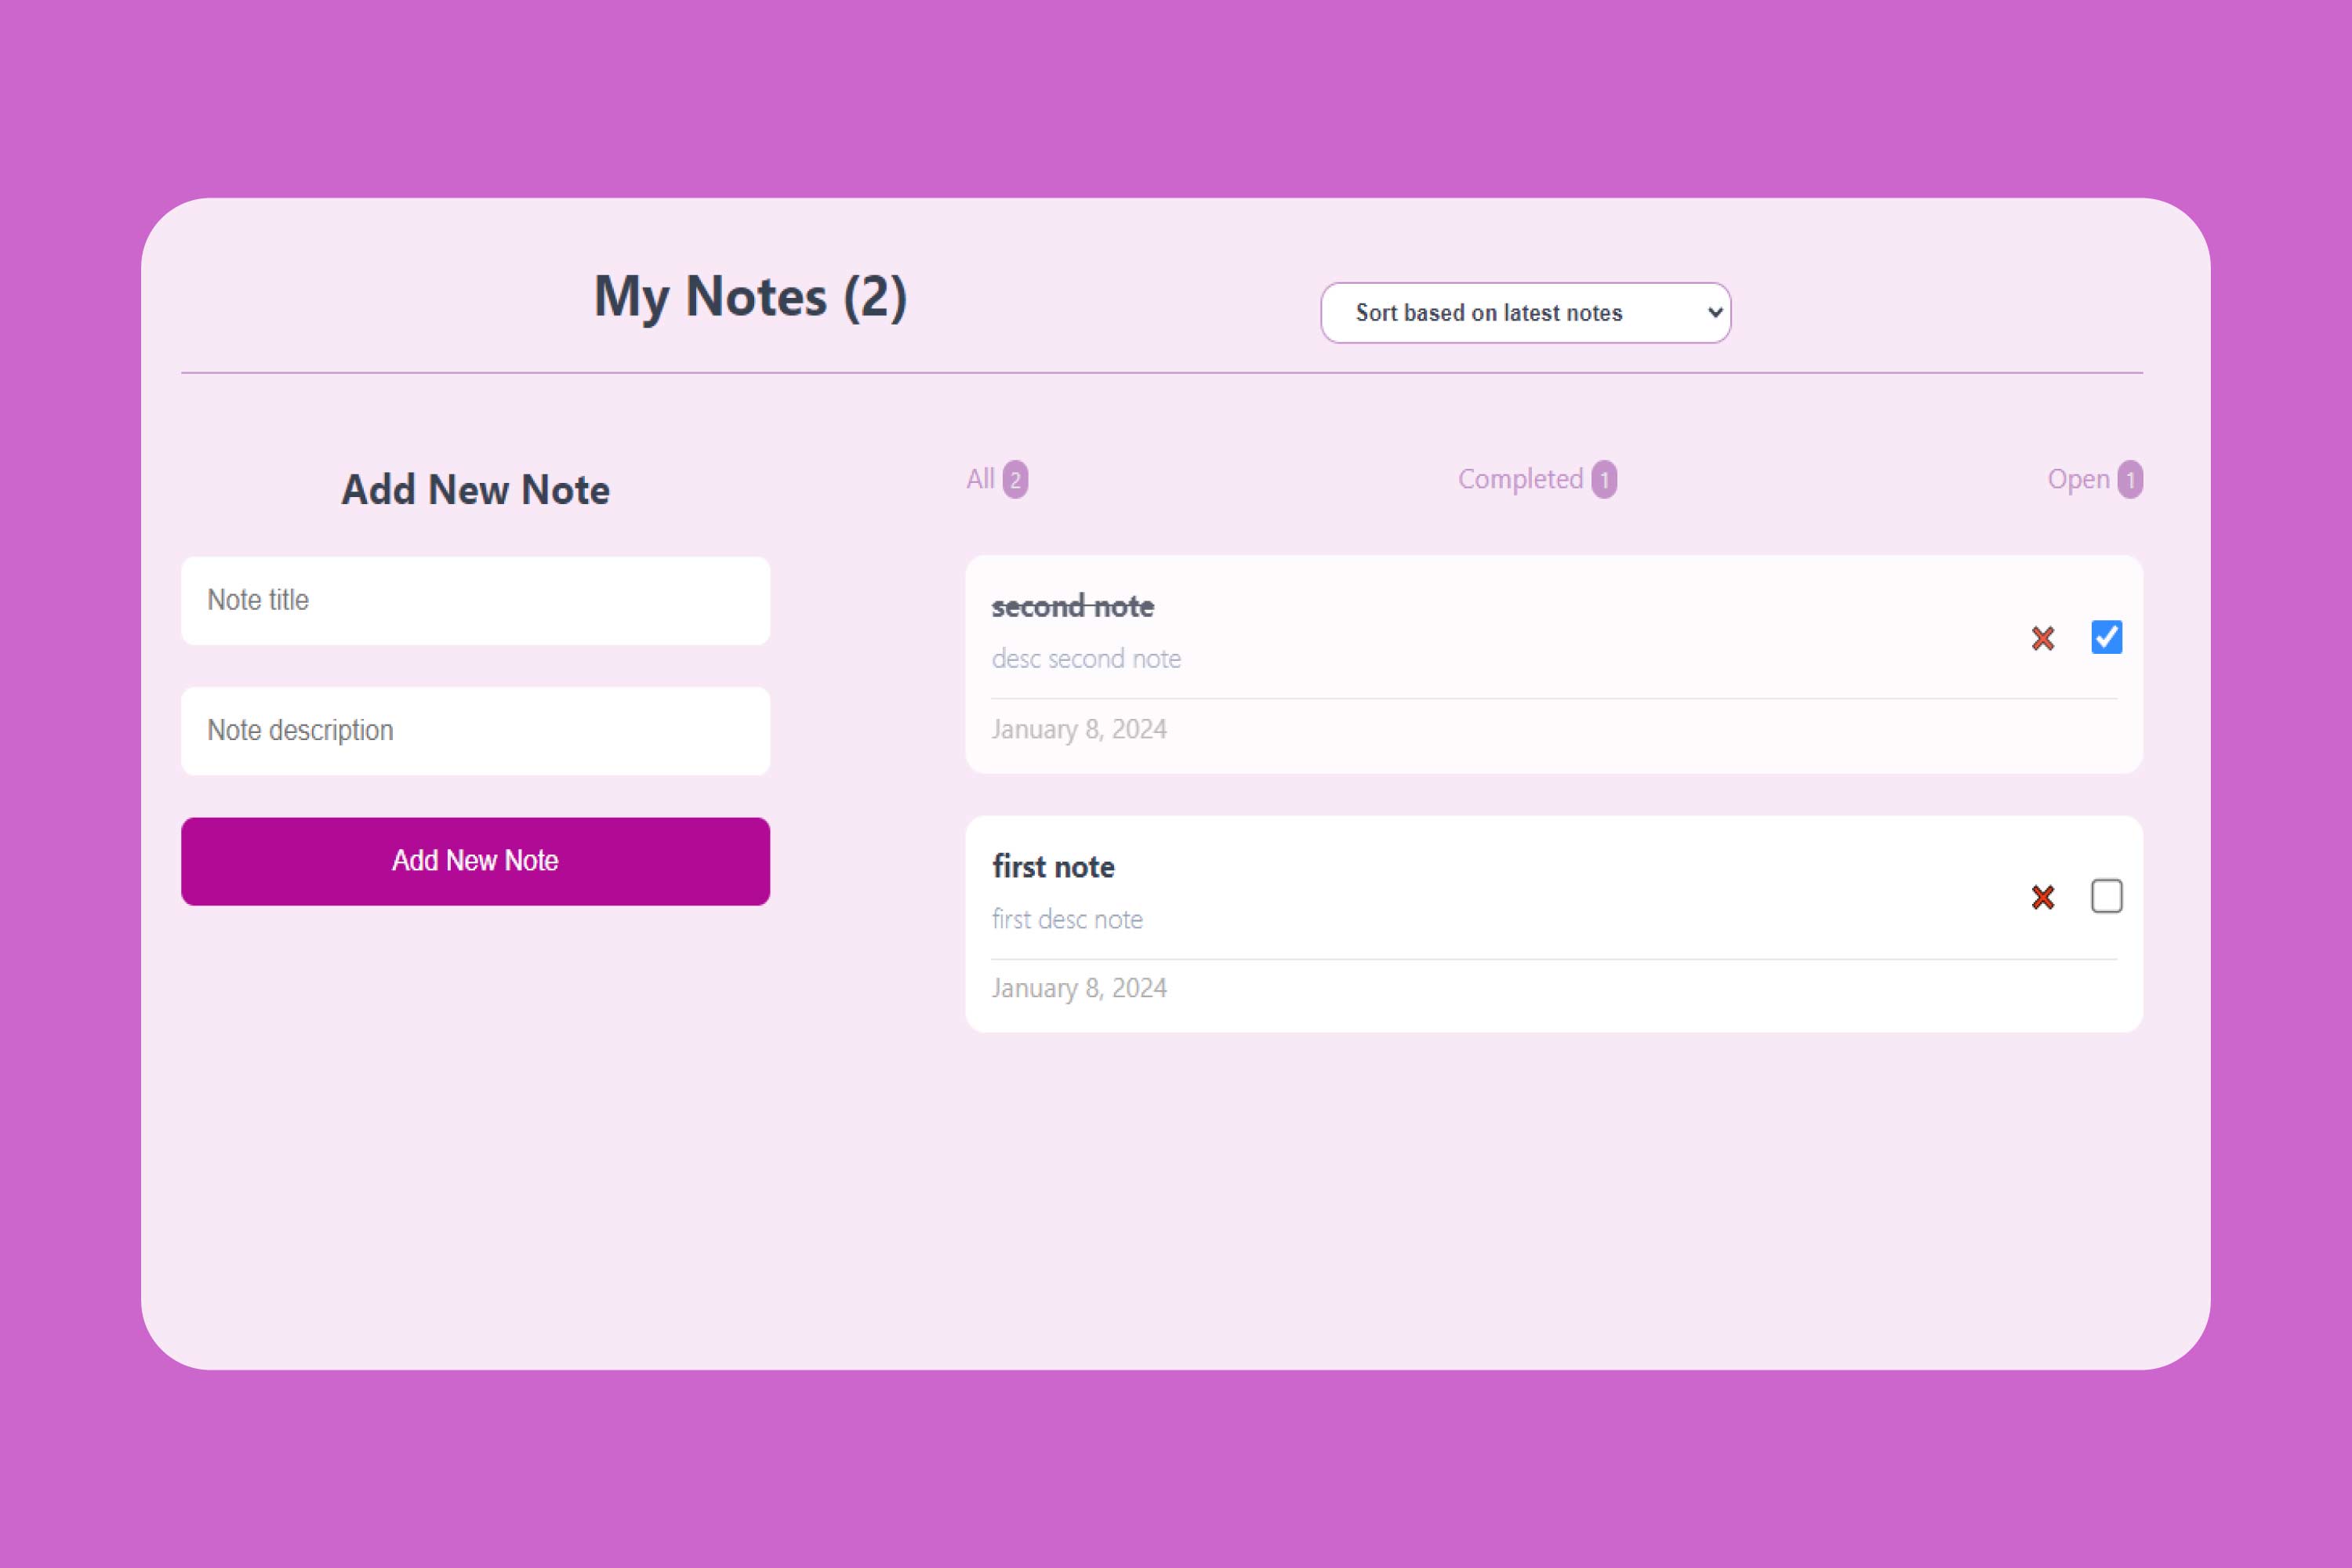 My Notes (2)
Sort based on latest notes
Add New Note
Note title
Note description
Add New Note
All 2
Completed 1
Open 1
second note
desc second note
January 8, 2024
first note
first desc note
January 8, 2024